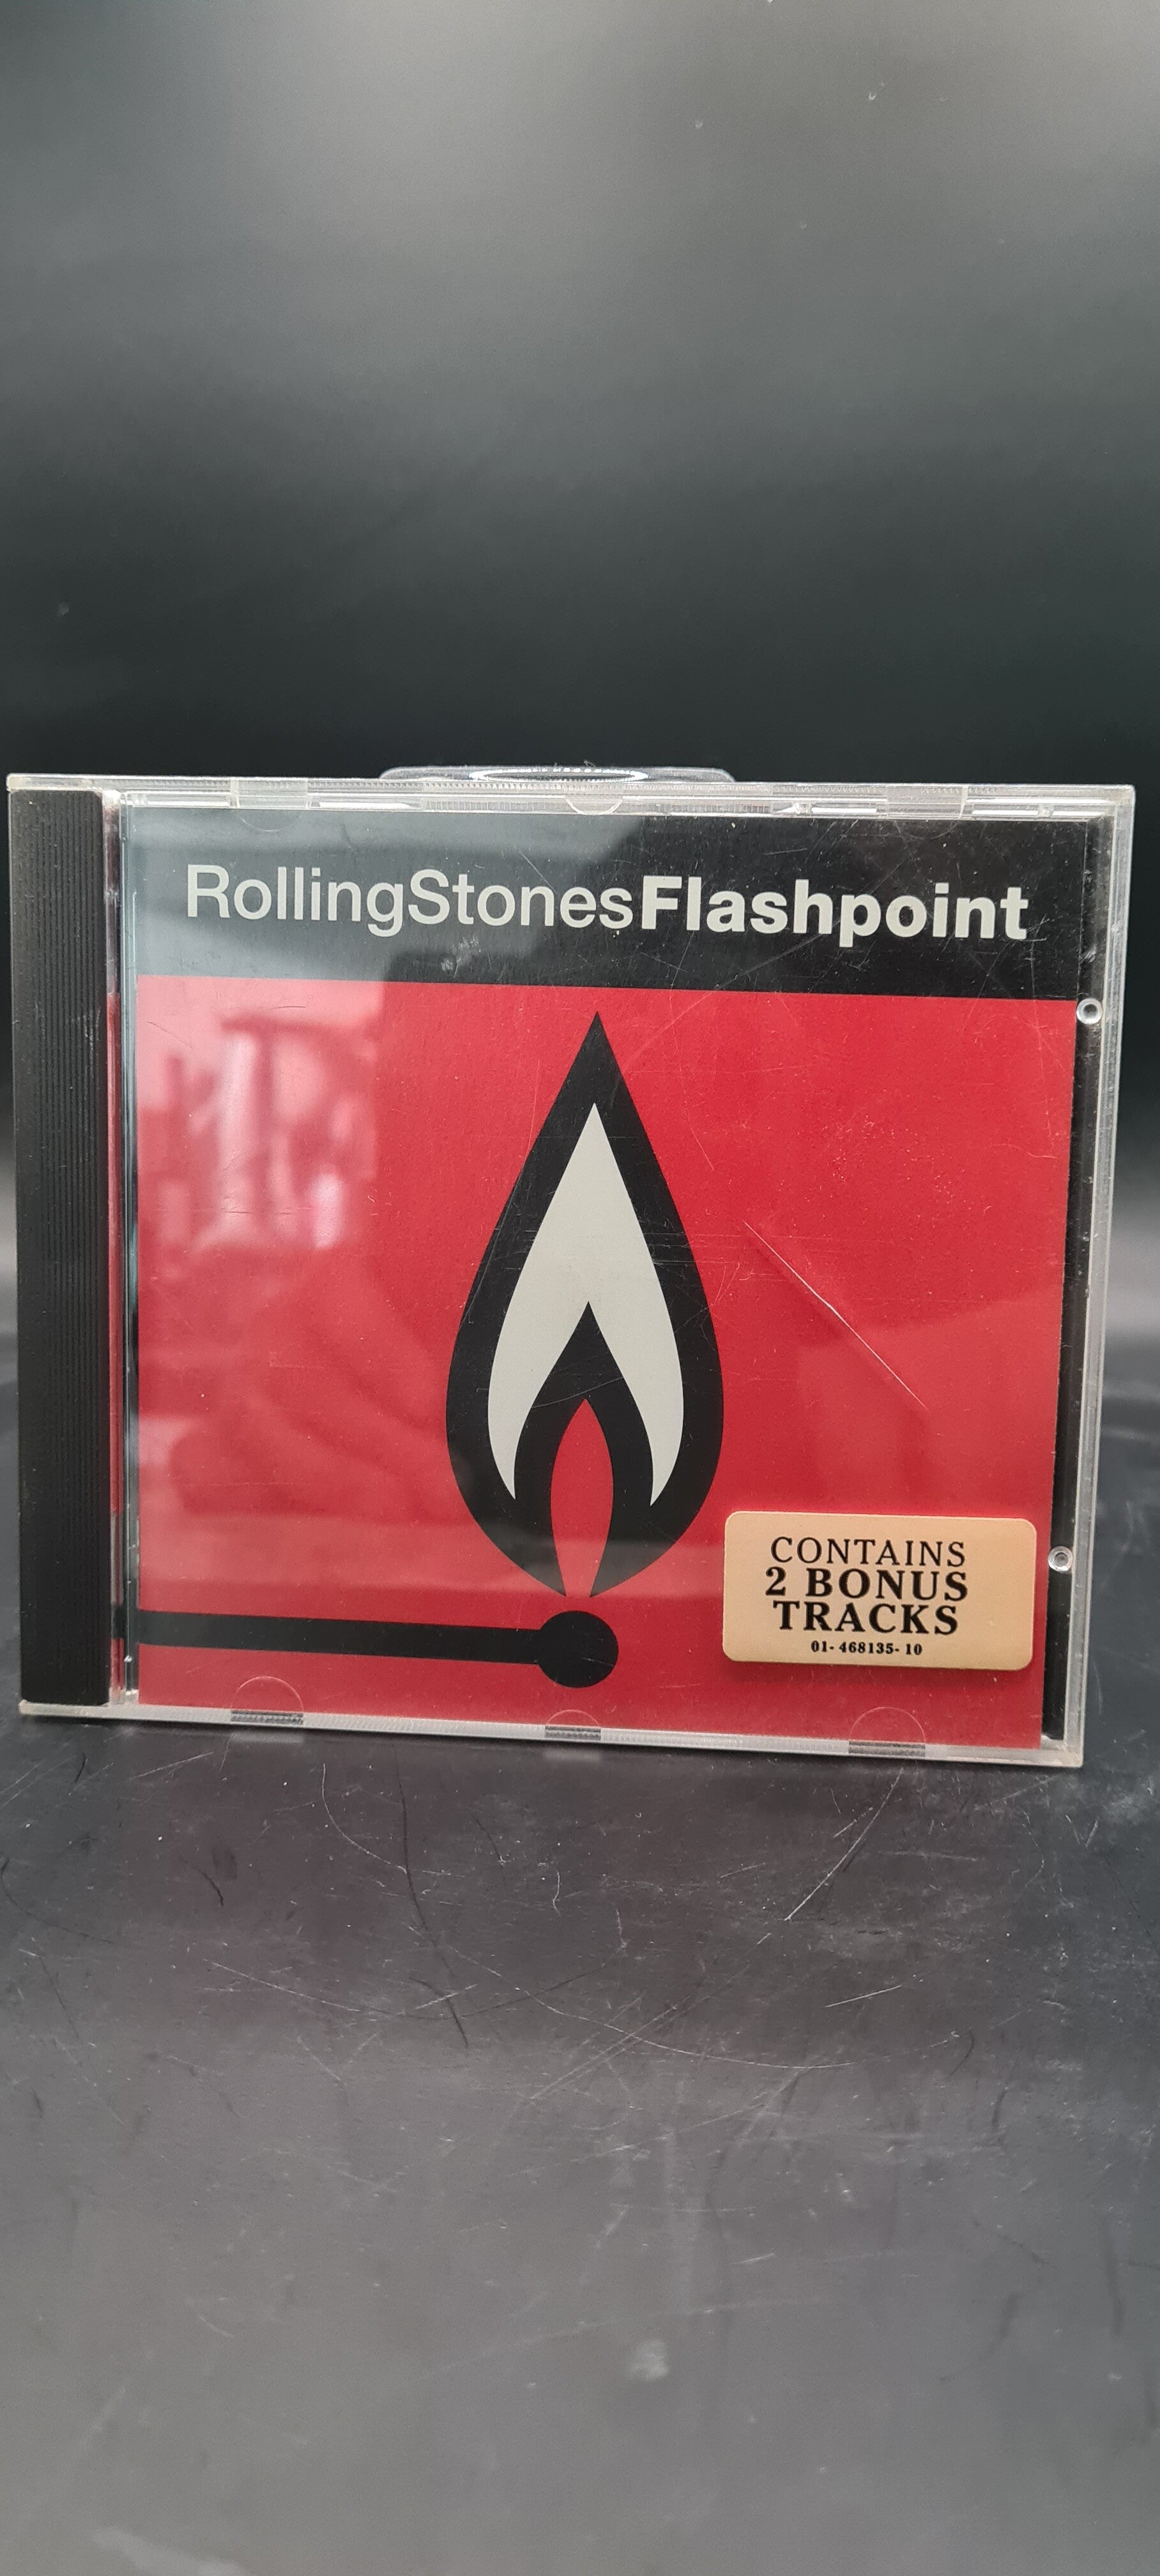 RollingStonesFlashpoint
CONTAINS
2 BONUS
TRACKS
01-468135-10